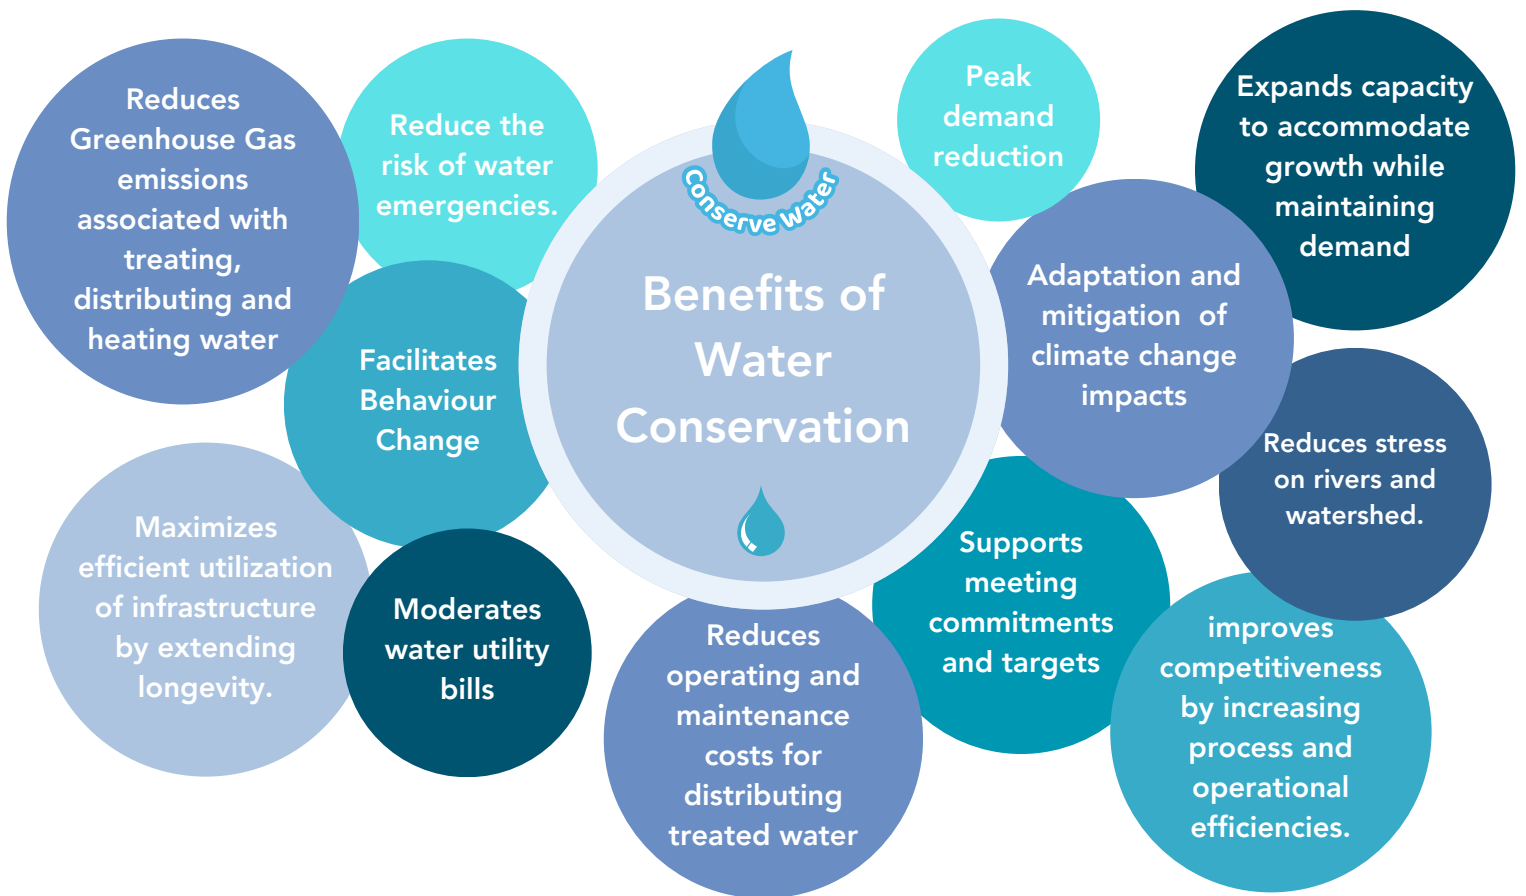 Reduces
Greenhouse Gas
emissions
associated with
treating,
distributing and
heating water
Reduce the
risk of water
emergencies.
Facilitates
Behaviour
Change
Maximizes
efficient utilization
of infrastructure
by extending
longevity.
Moderates
water utility
bills
Conserve Water
Benefits of
Water
Conservation
Reduces
operating and
maintenance
costs for
distributing
treated water
Peak
demand
reduction
Expands capacity
to accommodate
growth while
maintaining
demand
Adaptation and
mitigation of
climate change
impacts
Reduces stress
on rivers and
watershed.
Supports
meeting
commitments
and targets
improves
competitiveness
by increasing
process and
operational
efficiencies.